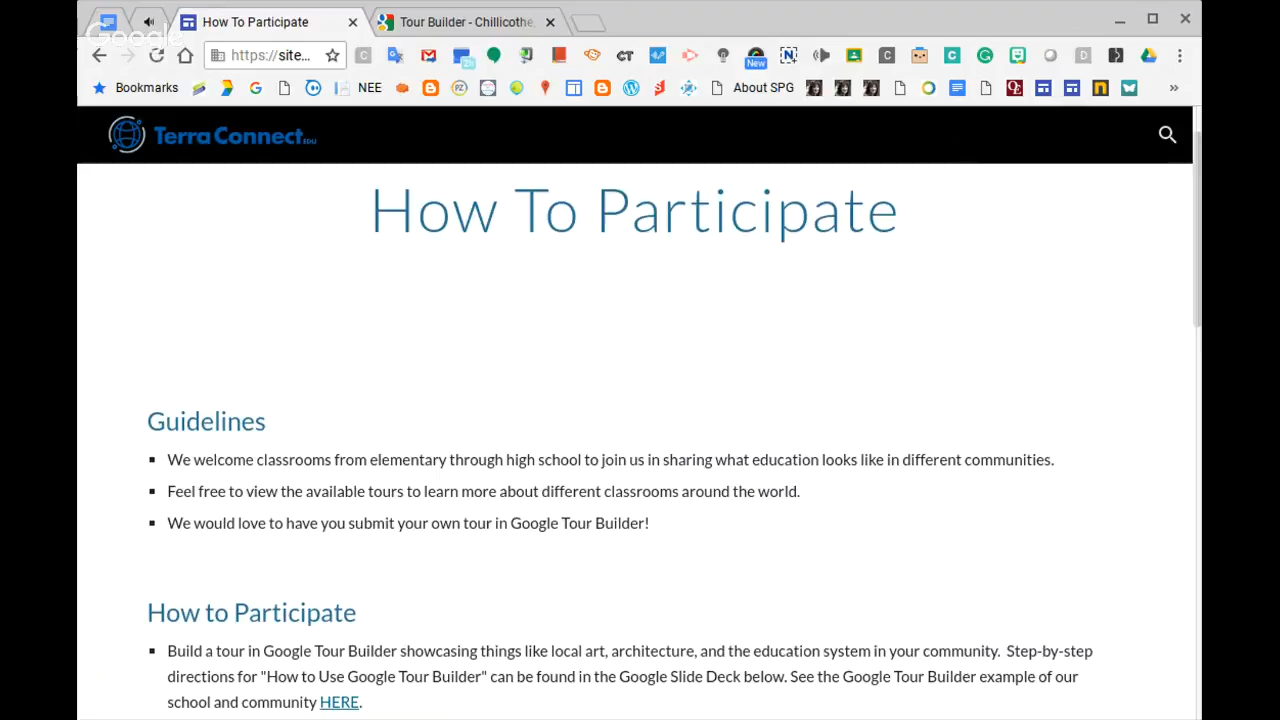 How To Participate
Tour Builder - Chillicothe,
Google
https://site...
2h
New
Bookmarks
NEE
About SPG
Terra Connect EDU
How To Participate
Guidelines
We welcome classrooms from elementary through high school to join us in sharing what education looks like in different communities.
Feel free to view the available tours to learn more about different classrooms around the world.
We would love to have you submit your own tour in Google Tour Builder!
How to Participate
Build a tour in Google Tour Builder showcasing things like local art, architecture, and the education system in your community. Step-by-step
directions for "How to Use Google Tour Builder" can be found in the Google Slide Deck below. See the Google Tour Builder example of our
school and community HERE.